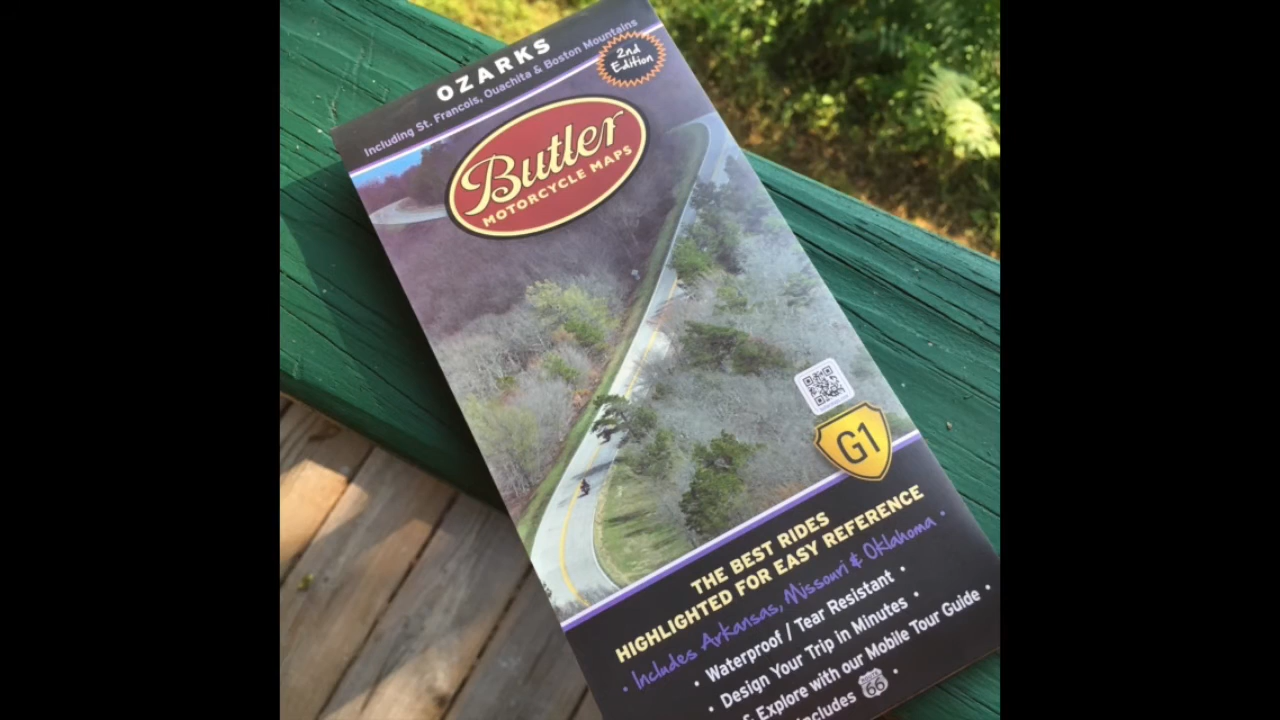 OZARKS
Including St. Francois, Ouachita & Boston Mountains
2nd
Edition
Butler
MOTORCYCLE MAPS
G1
THE BEST RIDES
HIGHLIGHTED FOR EASY REFERENCE
• Includes Arkansas, Missouri & Oklahoma •
• Waterproof / Tear Resistant •
• Design Your Trip in Minutes •
& Explore with our Mobile Tour Guide •
Includes 66 •